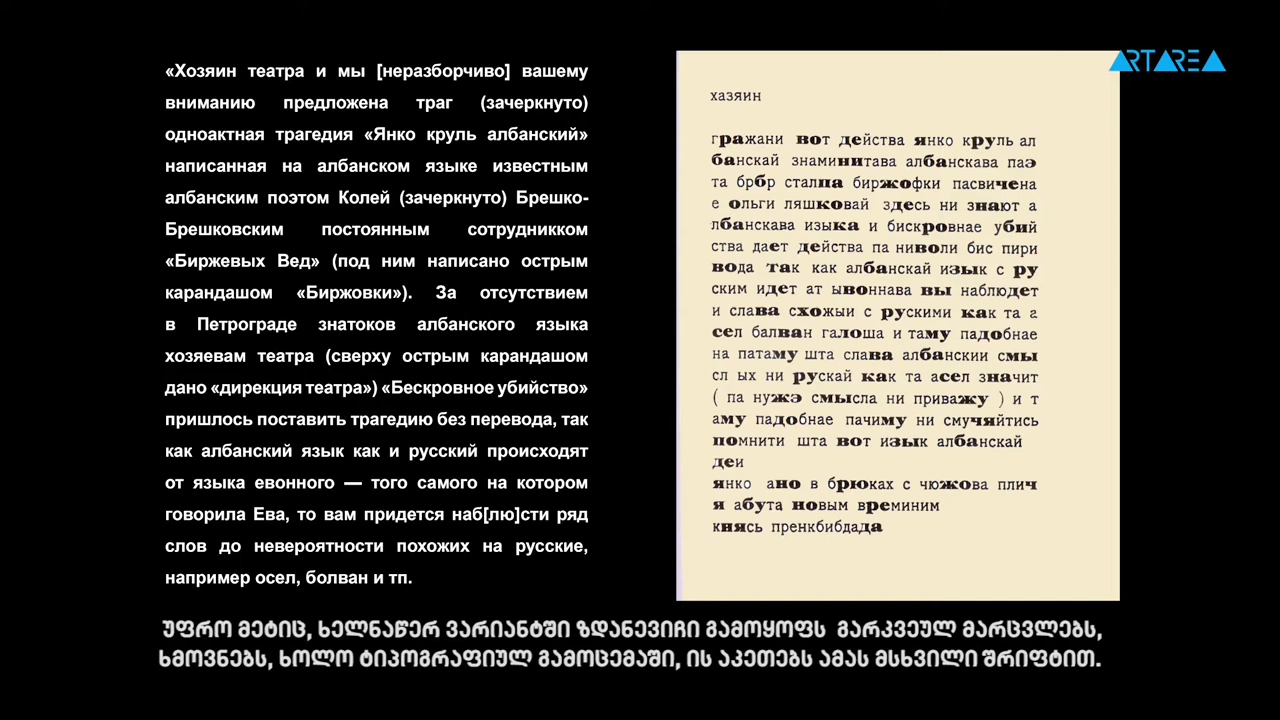 «Хозяин театра и мы [неразборчиво] вашему
вниманию предложена траг (зачеркнуто)
одноактная трагедия «Янко круль албанский»
написанная на албанском языке известным
албанским поэтом Колей (зачеркнуто) Брешко-
Брешковским постоянным сотрудникком
«Биржевых Вед» (под ним написано острым
карандашом «Биржовки»). За отсутствием
в Петрограде знатоков албанского языка
хозяевам театра (сверху острым карандашом
дано «дирекция театра») «Бескровное убийство»
пришлось поставить трагедию без перевода, так
как албанский язык как и русский происходят
от языка евонного — того самого на котором
говорила Ева, то вам придется наб[лю]сти ряд
слов до невероятности похожих на русские,
например осел, болван и тп.
ARTAREA
хазяин
гражани вот действа янко круль ал
банскай знаминитава албанскава паэ
та брбр сталпа биржофки пасвичена
е ольги ляшковай здесь ни знают а
лбанскава изыка и бискровнае убий
ства дает действа па ниволи бис пири
вода так как албанскай изык с ру
ским идет ат ывоннава вы наблюдет
и слава схожыи с рускими как та а
сел балван галоша и таму падобнае
на патаму шта слава албанскии смы
сл ых ни рускай как та асел значит
( па нужэ смысла ни приважу ) и т
аму падобнае пачиму ни смучяйтись
помнити шта вот изык албанскай
деи
янко ано в брюках с чюжова плич
я абута новым времиним
князь пренкбибдада
უფრო მეტიც, ხელნაწერ ვარიანტში ზდანევიჩი გამოყოფს გარკვეულ მარცვლებს,
ხმოვნებს, ხოლო ტიპოგრაფიულ გამოცემაში, ის აკეთებს ამას მსხვილი შრიფტით.